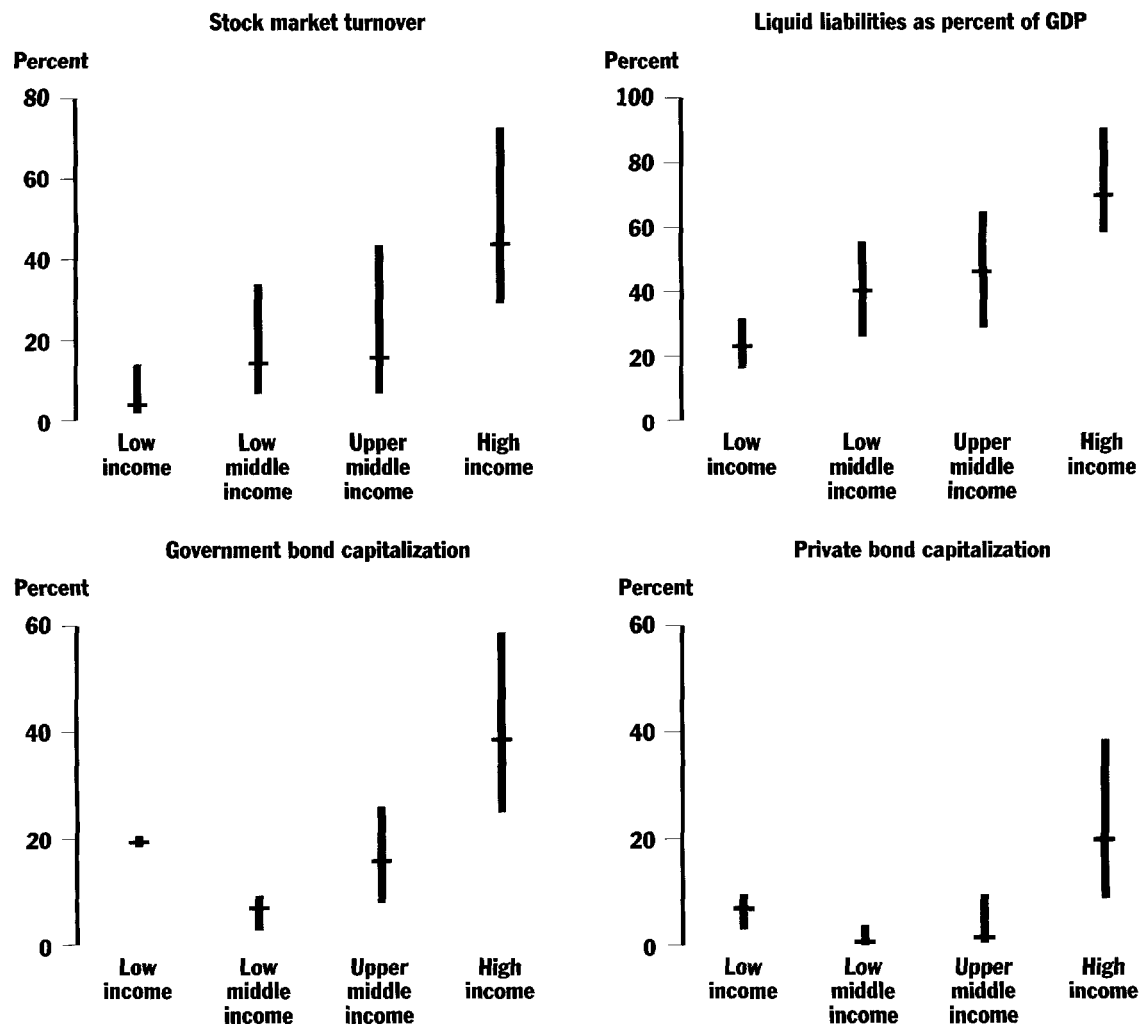 Stock market turnover
Percent
80
60
40
20
0
Low
income
Low
middle
income
Upper
middle
income
High
income
Liquid liabilities as percent of GDP
Percent
100
80
60
40
20
0
Low
income
Low
middle
income
Upper
middle
income
High
income
Government bond capitalization
Percent
60
40
20
0
Low
income
Low
middle
income
Upper
middle
income
High
income
Private bond capitalization
Percent
60
40
20
0
Low
income
Low
middle
income
Upper
middle
income
High
income